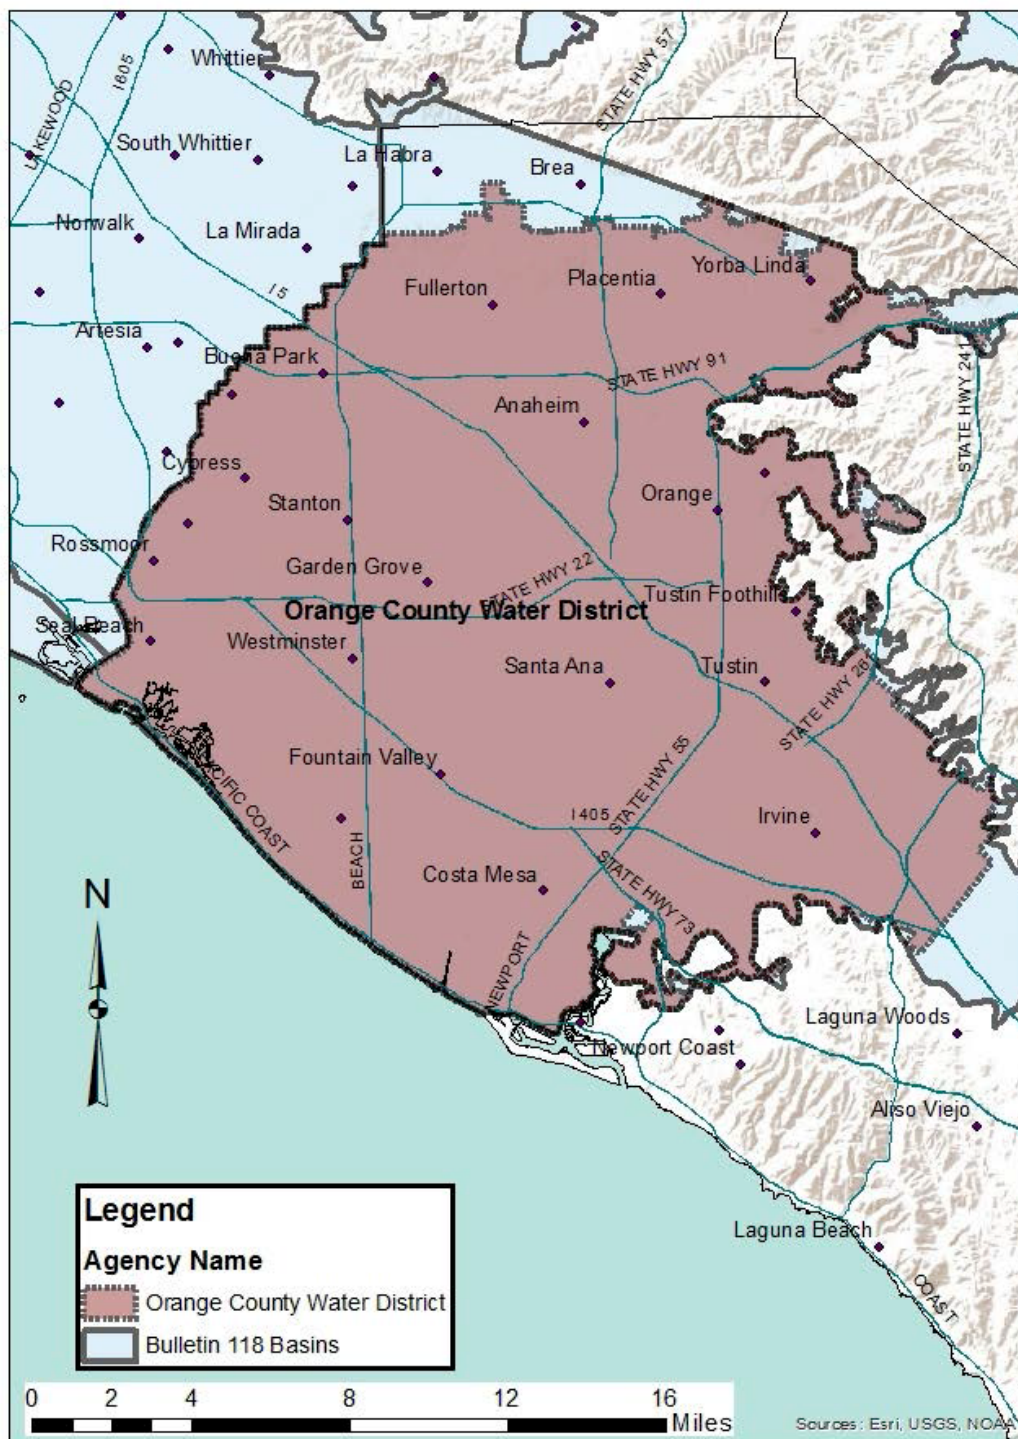 STATE HWY 57
Whittier
I605
LAKEWOOD
South Whittier
La Habra
Brea
Norwalk
La Mirada
Yorba Linda
Placentia
Fullerton
I5
Artesia
Buena Park
STATE HWY 91
STATE HWY 241
Anaheim
Cypress
Stanton
Orange
Rossmoor
Garden Grove
STATE HWY 22
Tustin Foothills
Orange County Water District
Seal Beach
Westminster
Santa Ana
Tustin
STATE HWY 261
Fountain Valley
STATE HWY 55
CIFIC COAST
I405
Irvine
BEACH
Costa Mesa
STATE HWY 73
N
NEWPORT
Laguna Woods
Newport Coast
Aliso Viejo
Laguna Beach
COAST
Legend
Agency Name
Orange County Water District
Bulletin 118 Basins
0 2 4 8 12 16
Miles
Sources: Esri, USGS, NOAA